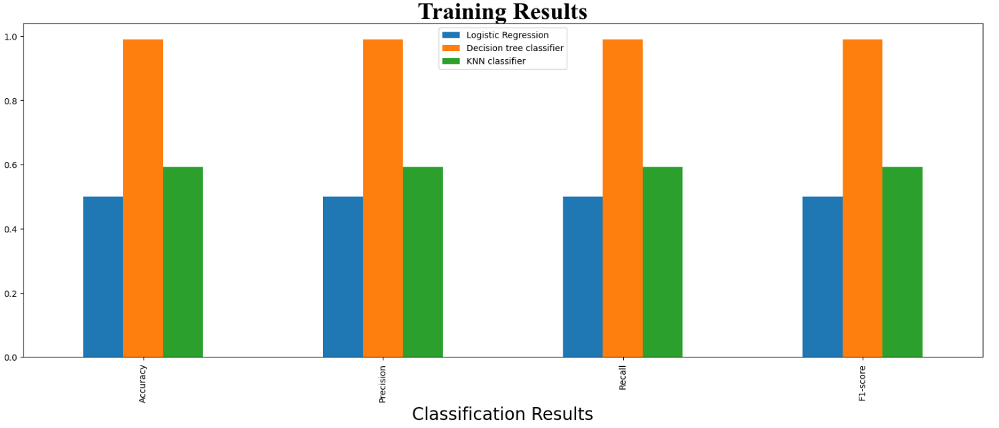 Training Results
Logistic Regression
Decision tree classifier
KNN classifier
1.0
0.8
0.6
0.4
0.2
0.0
Accuracy
Precision
Recall
F1-score
Classification Results